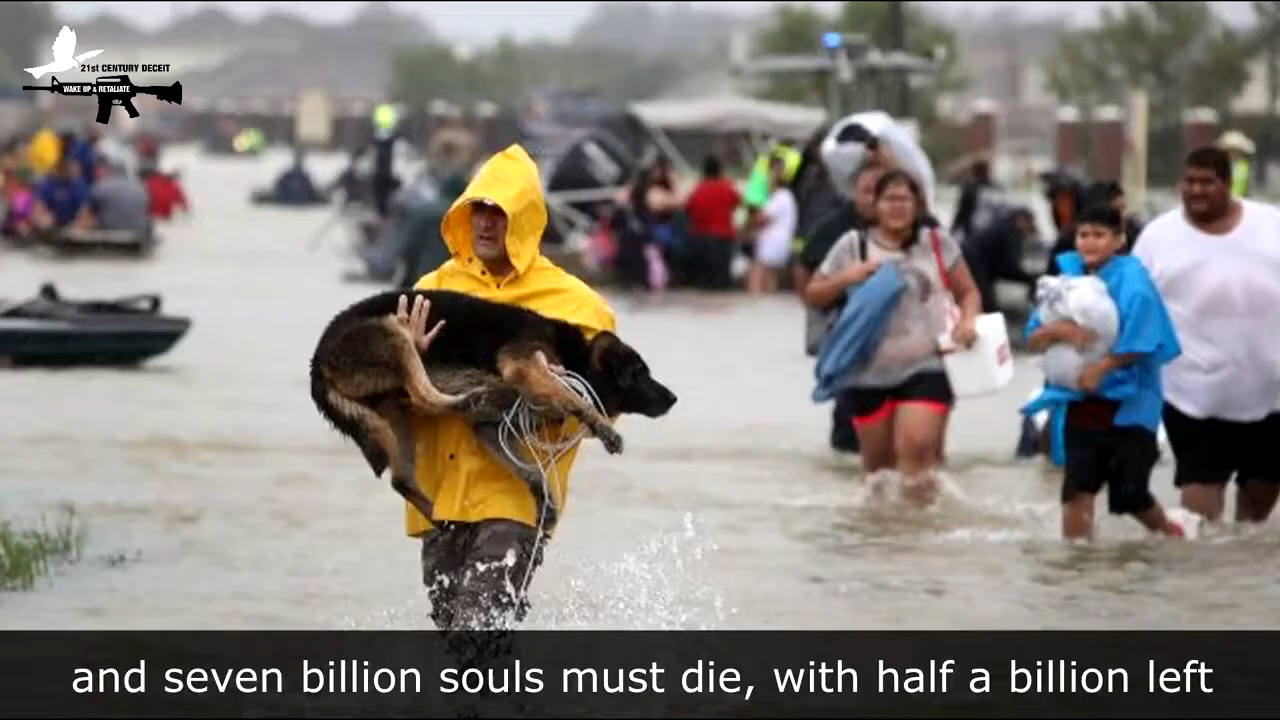 21st CENTURY DECEIT
WAKE UP & RETALIATE
and seven billion souls must die, with half a billion left